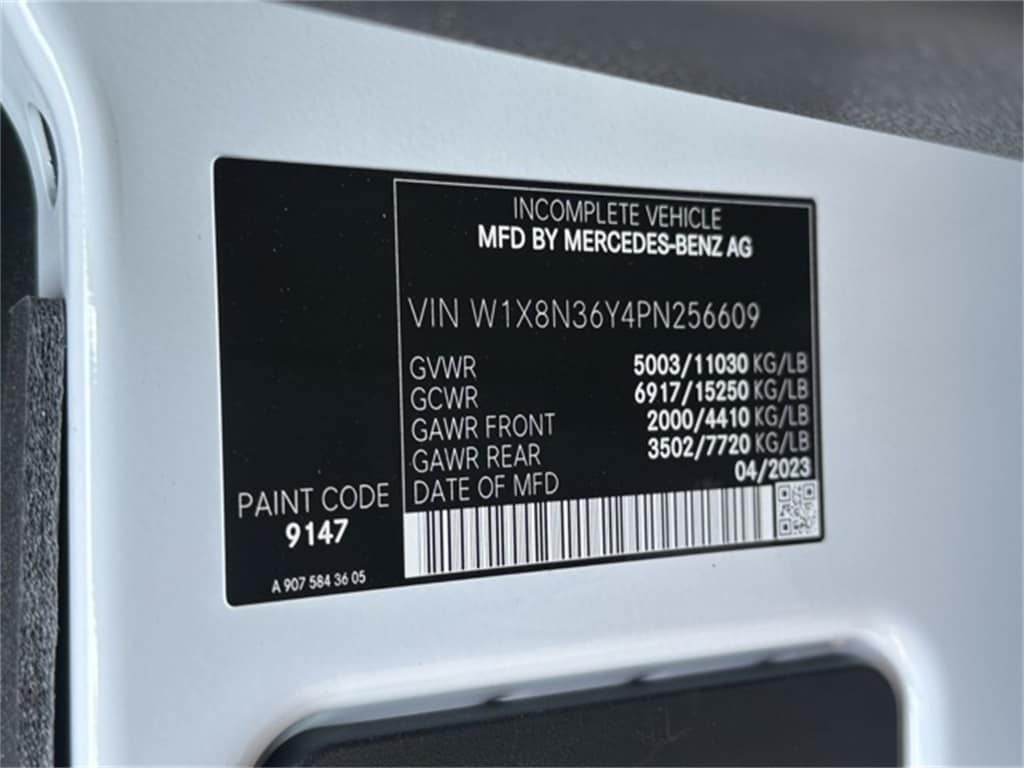 INCOMPLETE VEHICLE
MFD BY MERCEDES-BENZ AG
VIN W1X8N36Y4PN256609
GVWR 5003/11030 KG/LB
GCWR 6917/15250 KG/LB
GAWR FRONT 2000/4410 KG/LB
GAWR REAR 3502/7720 KG/LB
DATE OF MFD 04/2023
PAINT CODE
9147
A 907 584 36 05